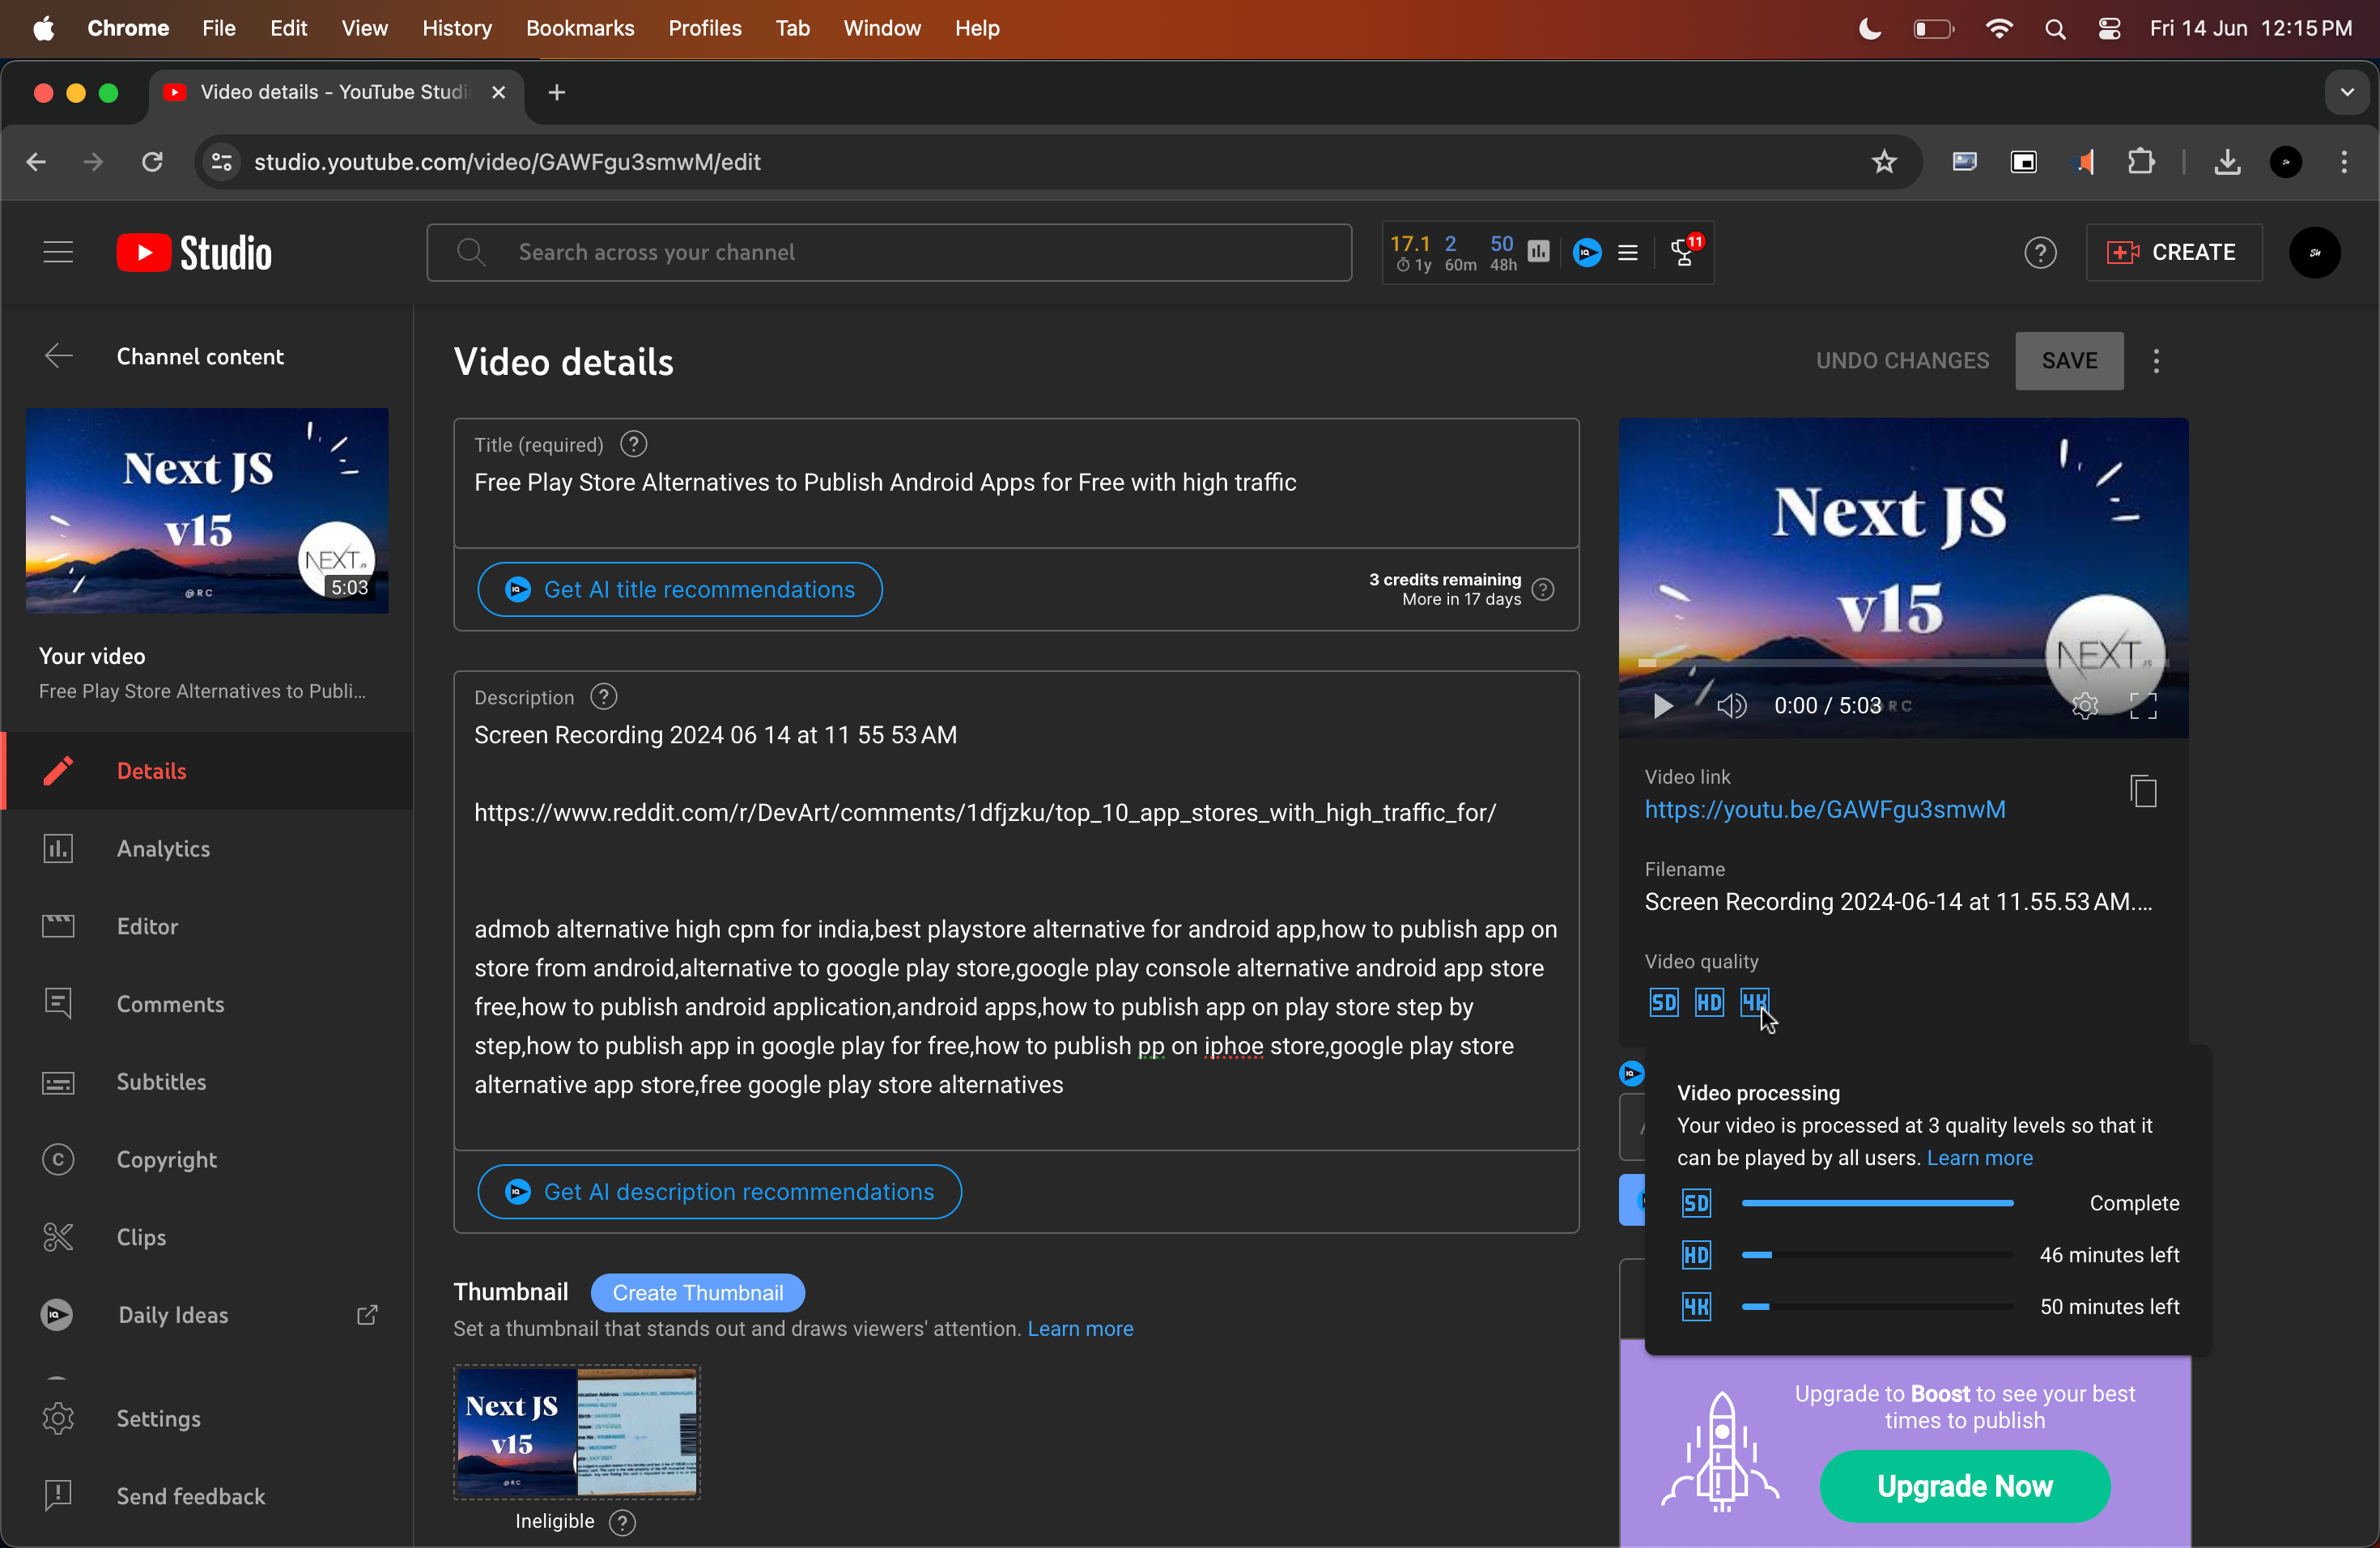 Chrome File Edit View History Bookmarks Profiles Tab Window Help
Fri 14 Jun 12:15 PM
Video details - YouTube Studi
studio.youtube.com/video/GAWFgu3smwM/edit
Studio
Search across your channel
17.1 2 50
1y 60m 48h
11
CREATE
Channel content
Next JS
v15
NEXT.JS
@RC
5:03
Your video
Free Play Store Alternatives to Publi...
Details
Analytics
Editor
Comments
Subtitles
Copyright
Clips
Daily Ideas
Settings
Send feedback
Video details
UNDO CHANGES
SAVE
Title (required)
Free Play Store Alternatives to Publish Android Apps for Free with high traffic
Get AI title recommendations
3 credits remaining
More in 17 days
Description
Screen Recording 2024 06 14 at 11 55 53 AM
https://www.reddit.com/r/DevArt/comments/1dfjzku/top_10_app_stores_with_high_traffic_for/
admob alternative high cpm for india,best playstore alternative for android app,how to publish app on
store from android,alternative to google play store,google play console alternative android app store
free,how to publish android application,android apps,how to publish app on play store step by
step,how to publish app in google play for free,how to publish pp on iphoe store,google play store
alternative app store,free google play store alternatives
Get AI description recommendations
Thumbnail
Create Thumbnail
Set a thumbnail that stands out and draws viewers' attention. Learn more
Next JS
v15
@RC
Ineligible
Next JS
v15
NEXT.JS
0:00 / 5:03
RC
Video link
https://youtu.be/GAWFgu3smwM
Filename
Screen Recording 2024-06-14 at 11.55.53 AM....
Video quality
SD HD 4K
Video processing
Your video is processed at 3 quality levels so that it
can be played by all users. Learn more
SD Complete
HD 46 minutes left
4K 50 minutes left
Upgrade to Boost to see your best
times to publish
Upgrade Now